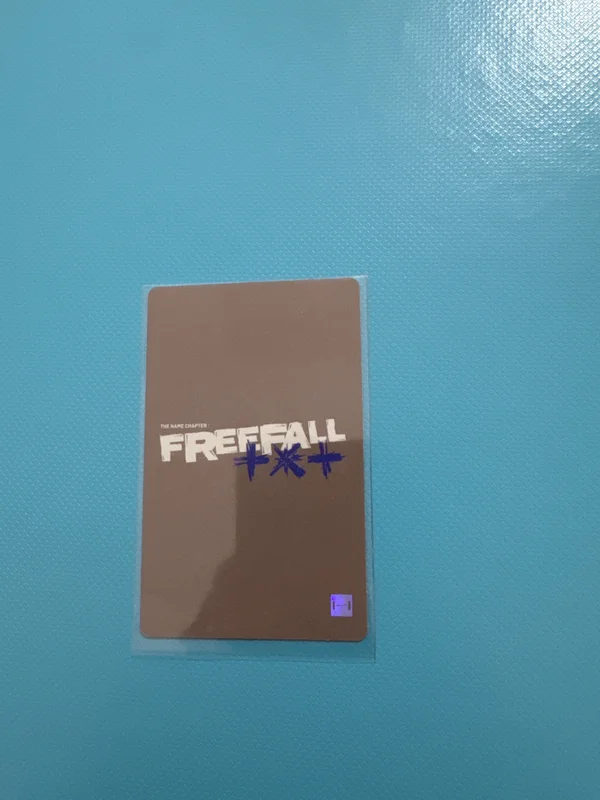 THE NAME CHAPTER :
FREEFALL
+×+